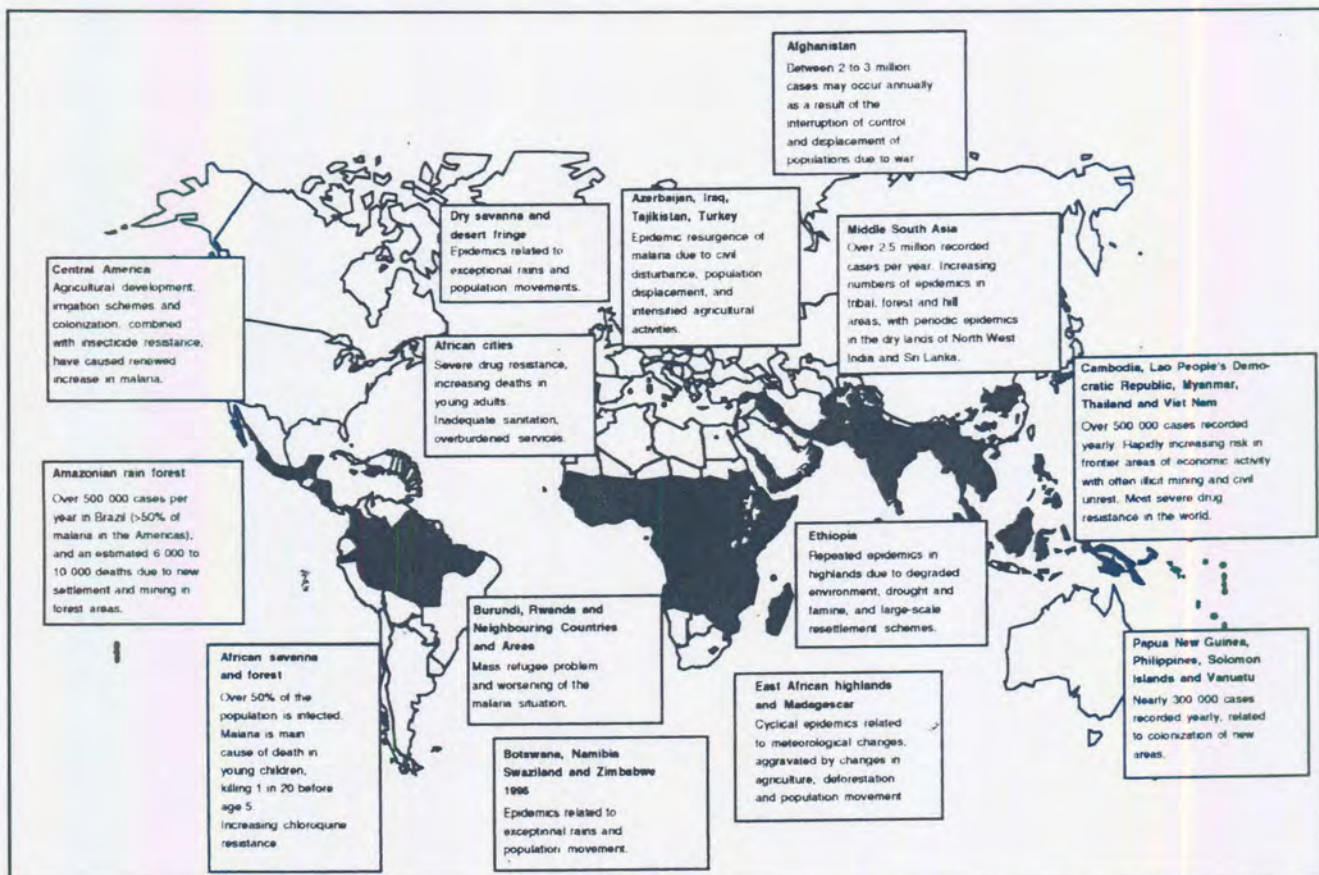 Afghanistan
Between 2 to 3 million
cases may occur annually
as a result of the
interruption of control
and displacement of
populations due to war
Dry savanna and
desert fringe
Epidemics related to
exceptional rains and
population movements.
Azerbaijan, Iraq,
Tajikistan, Turkey
Epidemic resurgence of
malaria due to civil
disturbance, population
displacement, and
intensified agricultural
activities.
Middle South Asia
Over 2.5 million recorded
cases per year. Increasing
numbers of epidemics in
tribal, forest and hill
areas, with periodic epidemics
in the dry lands of North West
India and Sri Lanka.
Central America
Agricultural development,
irrigation schemes and
colonization, combined
with insecticide resistance,
have caused renewed
increase in malaria.
African cities
Severe drug resistance,
increasing deaths in
young adults.
Inadequate sanitation,
overburdened services.
Cambodia, Lao People's Demo-
cratic Republic, Myanmar,
Thailand and Viet Nam
Over 500 000 cases recorded
yearly. Rapidly increasing risk in
frontier areas of economic activity
with often illicit mining and civil
unrest. Most severe drug
resistance in the world.
Amazonian rain forest
Over 500 000 cases per
year in Brazil (>50% of
malaria in the Americas),
and an estimated 6 000 to
10 000 deaths due to new
settlement and mining in
forest areas.
Ethiopia
Repeated epidemics in
highlands due to degraded
environment, drought and
famine, and large-scale
resettlement schemes.
Burundi, Rwanda and
Neighbouring Countries
and Areas
Mass refugee problem
and worsening of the
malaria situation.
African savanna
and forest
Over 50% of the
population is infected.
Malaria is main
cause of death in
young children,
killing 1 in 20 before
age 5.
Increasing chloroquine
resistance
East African highlands
and Madagascar
Cyclical epidemics related
to meteorological changes,
aggravated by changes in
agriculture, deforestation
and population movement
Papua New Guinea,
Philippines, Solomon
Islands and Vanuatu
Nearly 300 000 cases
recorded yearly, related
to colonization of new
areas.
Botswana, Namibia
Swaziland and Zimbabwe
1996
Epidemics related to
exceptional rains and
population movement.